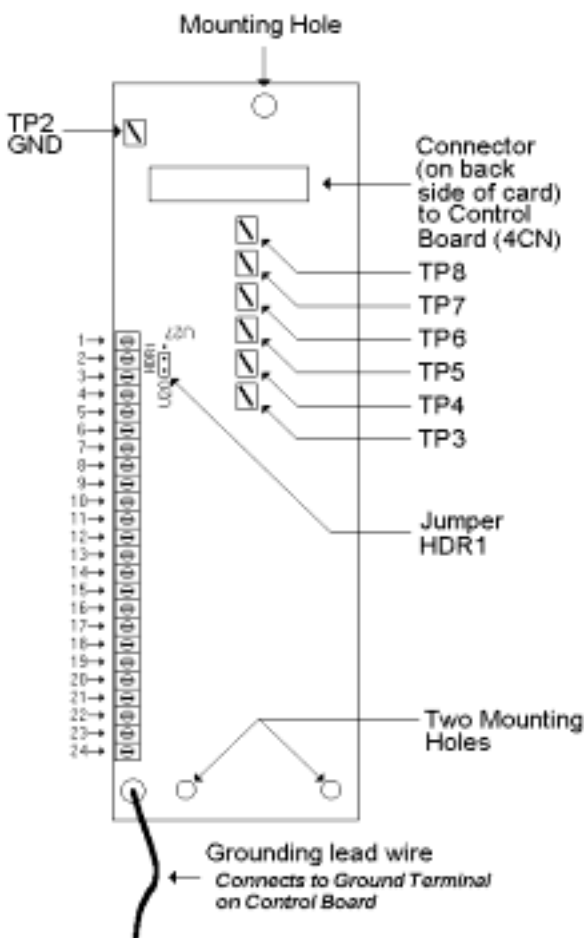 Mounting Hole
TP2
GND
Connector
(on back
side of card)
to Control
Board (4CN)
TP8
TP7
TP6
TP5
TP4
TP3
1
2
3
4
5
6
7
8
9
10
11
12
13
14
15
16
17
18
19
20
21
22
23
24
HDR1
Jumper
HDR1
Two Mounting
Holes
Grounding lead wire
Connects to Ground Terminal
on Control Board